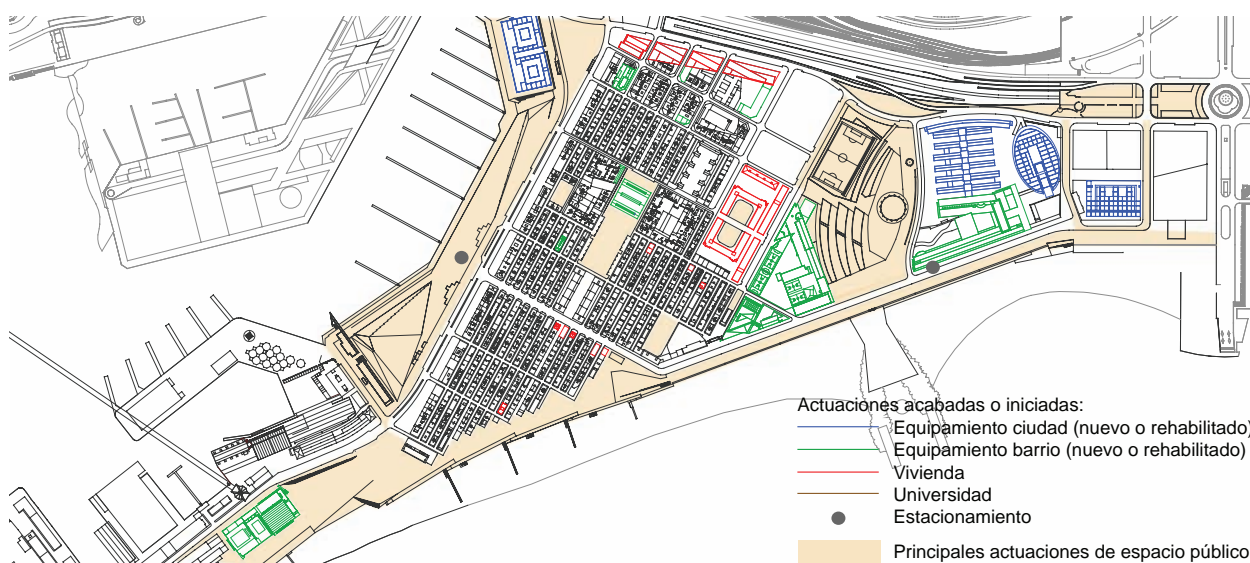 Actuaciones acabadas o iniciadas:
Equipamiento ciudad (nuevo o rehabilitado)
Equipamiento barrio (nuevo o rehabilitado)
Vivienda
Universidad
Estacionamiento
Principales actuaciones de espacio público